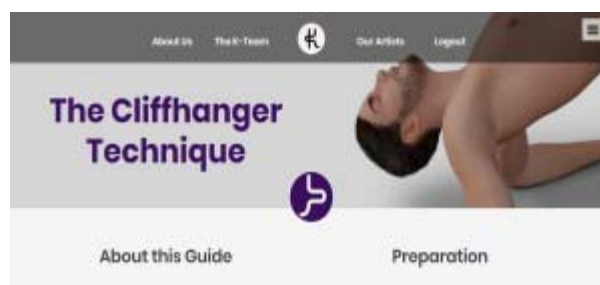 About Us The K-Team Our Artists Logout
The Cliffhanger
Technique
About this Guide Preparation